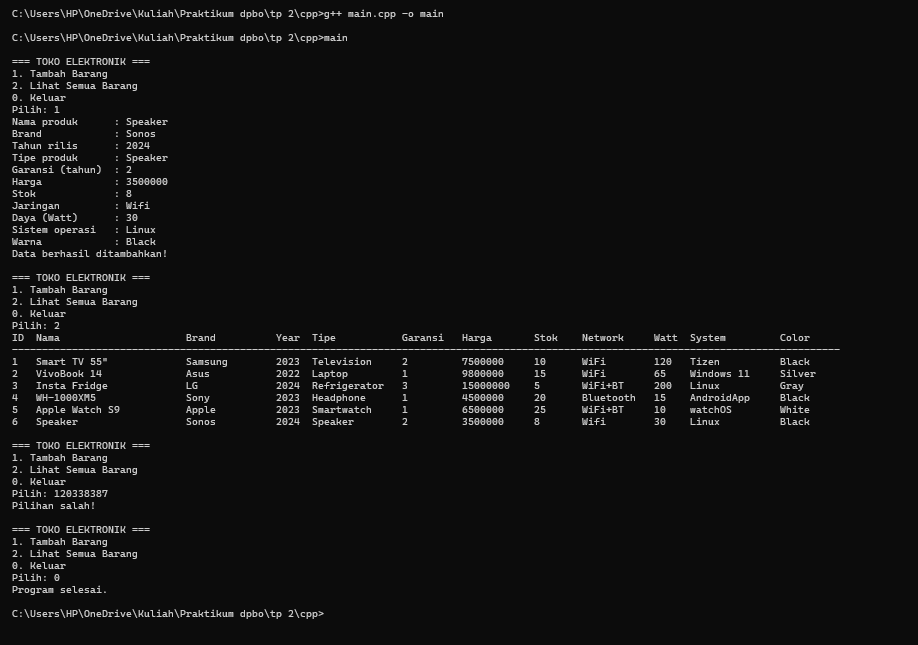 C:\Users\HP\OneDrive\Kuliah\Praktikum dpbo\tp 2\cpp>g++ main.cpp -o main
C:\Users\HP\OneDrive\Kuliah\Praktikum dpbo\tp 2\cpp>main
=== TOKO ELEKTRONIK ===
1. Tambah Barang
2. Lihat Semua Barang
0. Keluar
Pilih: 1
Nama produk      : Speaker
Brand            : Sonos
Tahun rilis      : 2024
Tipe produk      : Speaker
Garansi (tahun)  : 2
Harga            : 3500000
Stok             : 8
Jaringan         : Wifi
Daya (Watt)      : 30
Sistem operasi   : Linux
Warna            : Black
Data berhasil ditambahkan!
=== TOKO ELEKTRONIK ===
1. Tambah Barang
2. Lihat Semua Barang
0. Keluar
Pilih: 2
ID  Nama                     Brand          Year  Tipe           Garansi   Harga       Stok    Network     Watt  System         Color
1   Smart TV 55"             Samsung        2023  Television     2         7500000     10      WiFi        120   Tizen          Black
2   VivoBook 14              Asus           2022  Laptop         1         9800000     15      WiFi        65    Windows 11     Silver
3   Insta Fridge             LG             2024  Refrigerator   3         15000000    5       WiFi+BT     200   Linux          Gray
4   WH-1000XM5               Sony           2023  Headphone      1         4500000     20      Bluetooth   15    AndroidApp     Black
5   Apple Watch S9           Apple          2023  Smartwatch     1         6500000     25      WiFi+BT     10    watchOS        White
6   Speaker                  Sonos          2024  Speaker        2         3500000     8       Wifi        30    Linux          Black
=== TOKO ELEKTRONIK ===
1. Tambah Barang
2. Lihat Semua Barang
0. Keluar
Pilih: 120338387
Pilihan salah!
=== TOKO ELEKTRONIK ===
1. Tambah Barang
2. Lihat Semua Barang
0. Keluar
Pilih: 0
Program selesai.
C:\Users\HP\OneDrive\Kuliah\Praktikum dpbo\tp 2\cpp>